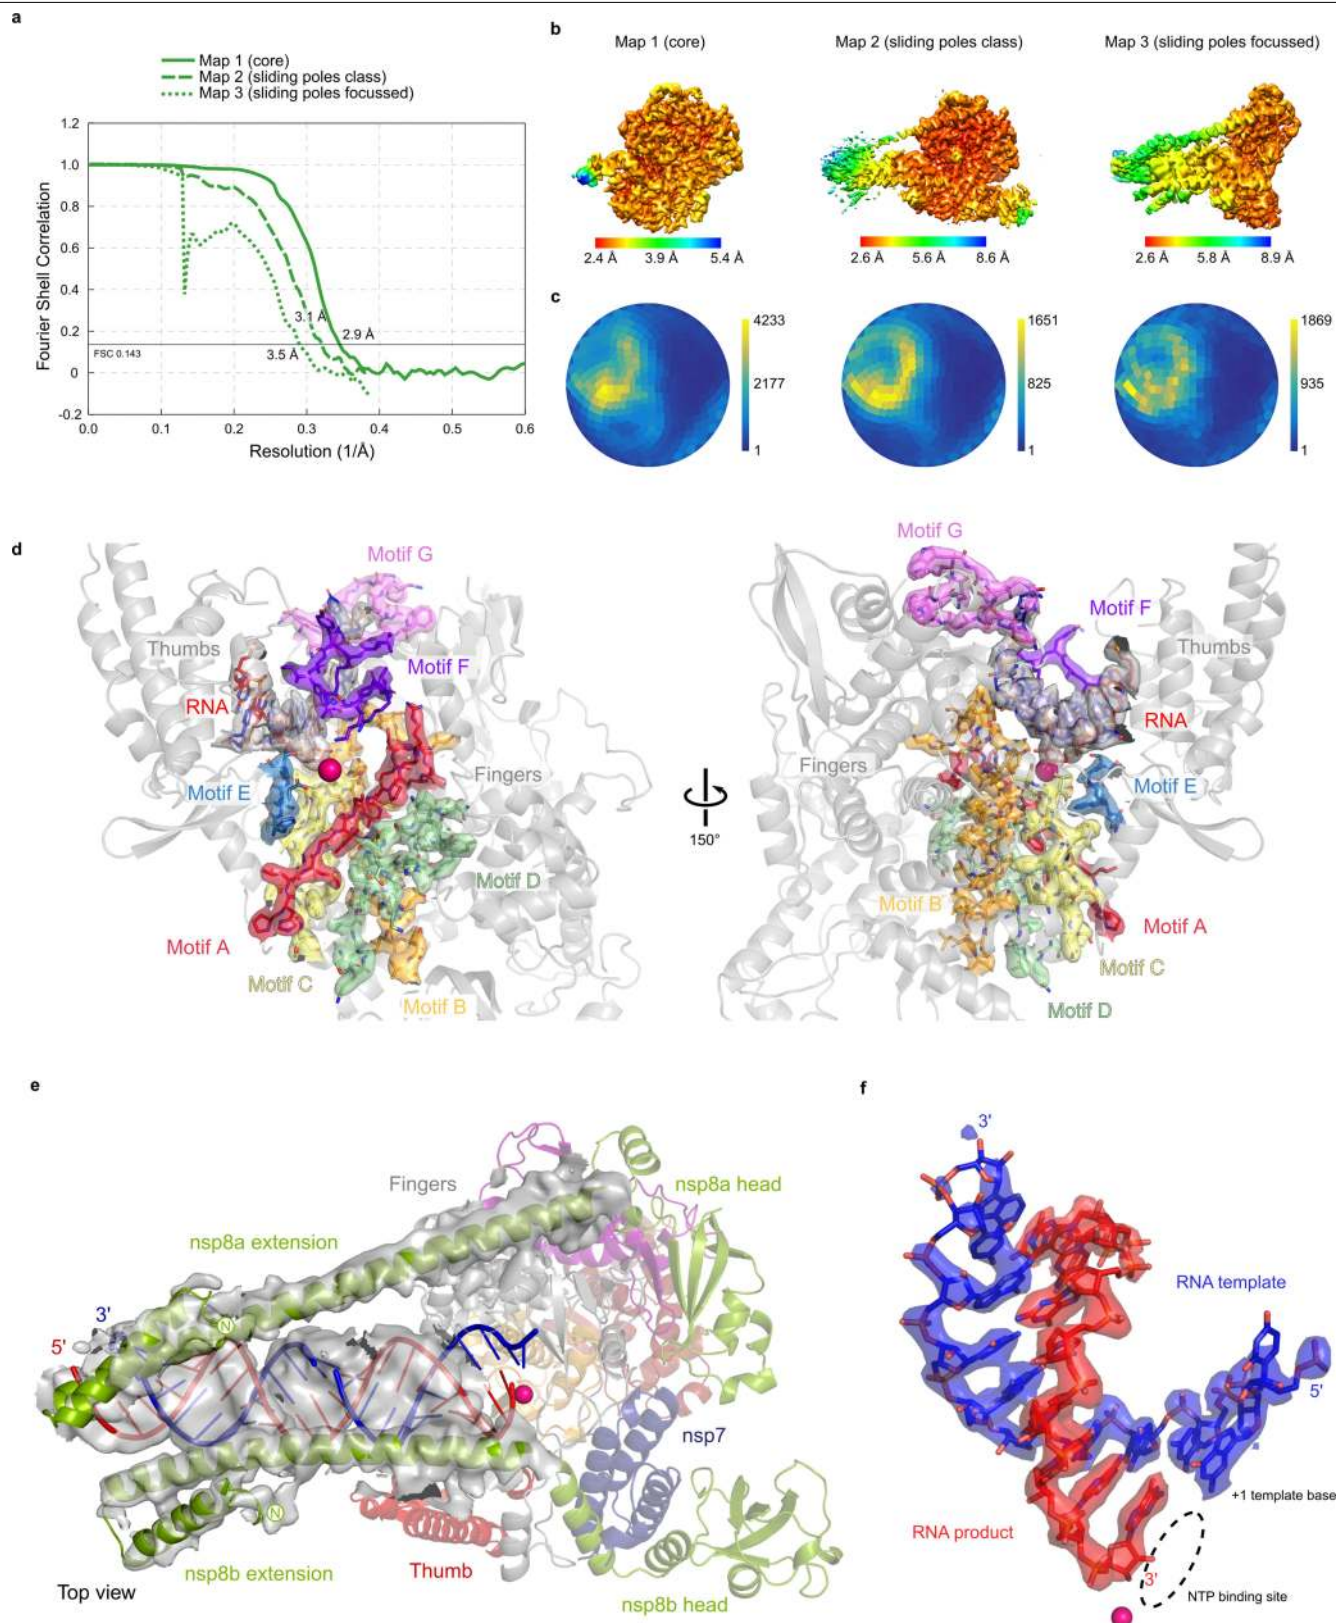 a
Map 1 (core)
Map 2 (sliding poles class)
Map 3 (sliding poles focussed)
1.2
1.0
0.8
0.6
0.4
0.2
0
-0.2
Fourier Shell Correlation
3.1 Å
2.9 Å
3.5 Å
FSC 0.143
0.0
0.1
0.2
0.3
0.4
0.5
0.6
Resolution (1/Å)
b
Map 1 (core)
Map 2 (sliding poles class)
Map 3 (sliding poles focussed)
2.4 Å
3.9 Å
5.4 Å
2.6 Å
5.6 Å
8.6 Å
2.6 Å
5.8 Å
8.9 Å
c
4233
2177
1
1651
825
1
1869
935
1
d
Motif G
Thumbs
Motif F
RNA
Motif E
Fingers
Motif D
Motif A
Motif C
Motif B
150°
Motif G
Motif F
Thumbs
RNA
Fingers
Motif E
Motif B
Motif A
Motif C
Motif D
e
Fingers
nsp8a head
nsp8a extension
3'
5'
N
nsp7
N
nsp8b extension
Thumb
nsp8b head
Top view
f
3'
RNA template
5'
+1 template base
RNA product
3'
NTP binding site